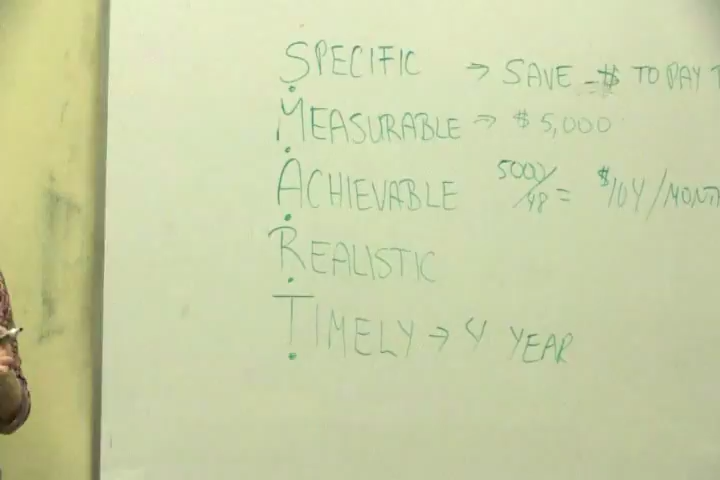 SPECIFIC → SAVE $ TO PAY
MEASURABLE → $5,000
ACHIEVABLE 5000/48 = $104/MONTH
REALISTIC
TIMELY → 4 YEAR